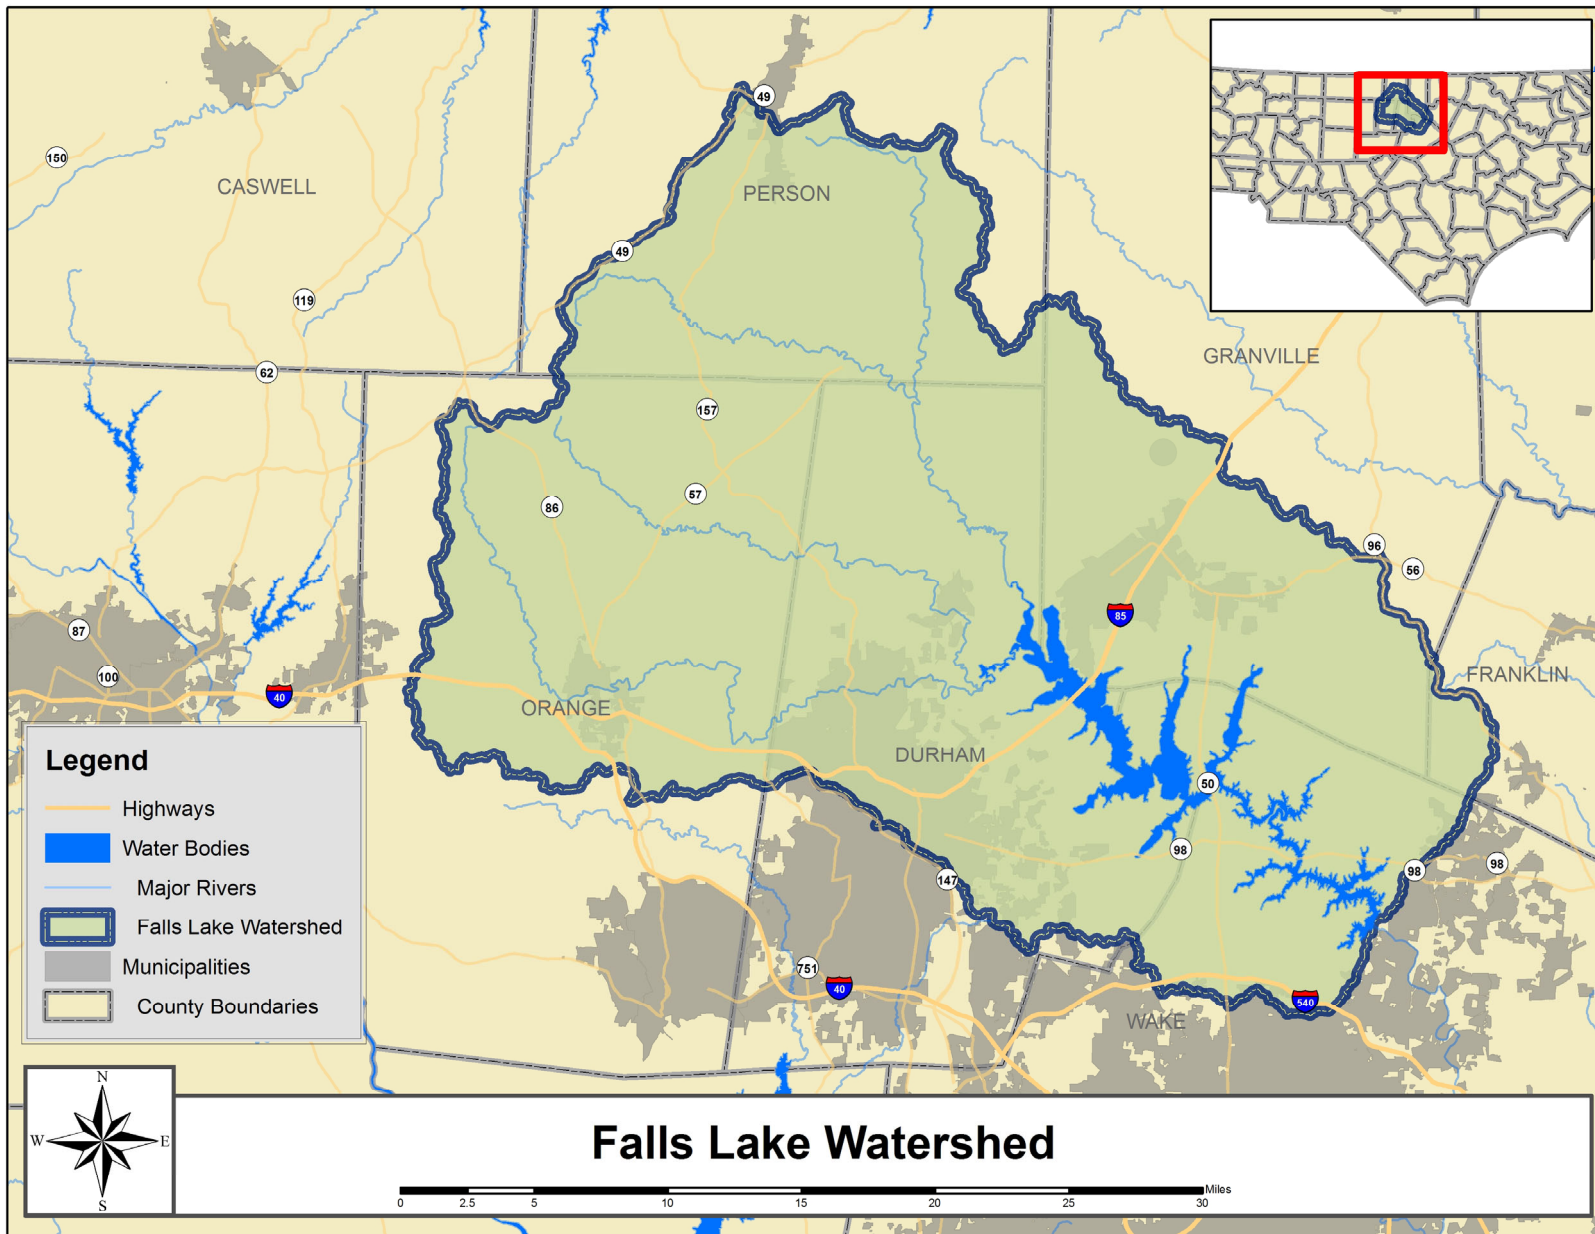 49
150
CASWELL
PERSON
49
119
GRANVILLE
62
157
57
86
96
56
85
87
100
40
FRANKLIN
ORANGE
DURHAM
50
98
98
98
147
751
40
540
WAKE
Legend
Highways
Water Bodies
Major Rivers
Falls Lake Watershed
Municipalities
County Boundaries
N
W
E
S
Falls Lake Watershed
0 2.5 5 10 15 20 25 30 Miles